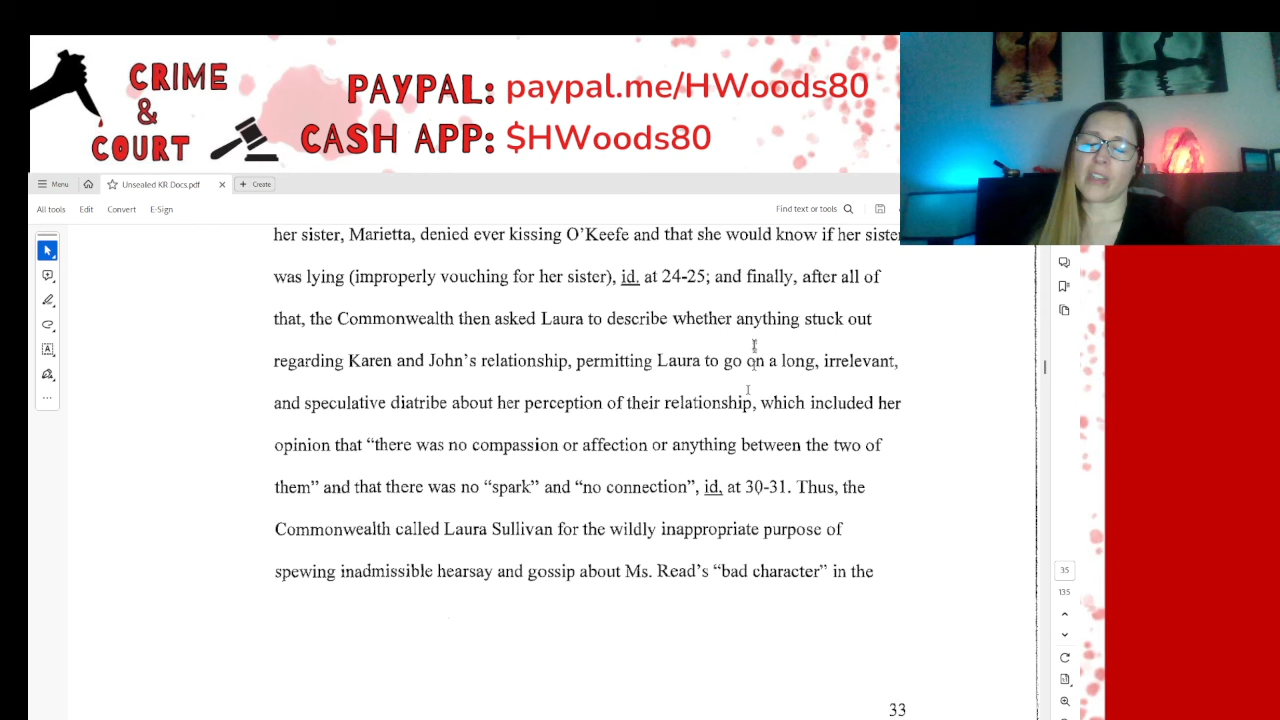 CRIME
&
COURT
PAYPAL: paypal.me/HWoods80
CASH APP: $HWoods80
Menu
Unsealed KR Docs.pdf
Create
All tools Edit Convert E-Sign
Find text or tools
her sister, Marietta, denied ever kissing O'Keefe and that she would know if her sister
was lying (improperly vouching for her sister), id. at 24-25; and finally, after all of
that, the Commonwealth then asked Laura to describe whether anything stuck out
regarding Karen and John's relationship, permitting Laura to go on a long, irrelevant,
and speculative diatribe about her perception of their relationship, which included her
opinion that “there was no compassion or affection or anything between the two of
them” and that there was no “spark” and “no connection”, id. at 30-31. Thus, the
Commonwealth called Laura Sullivan for the wildly inappropriate purpose of
spewing inadmissible hearsay and gossip about Ms. Read's “bad character” in the
33
35
135